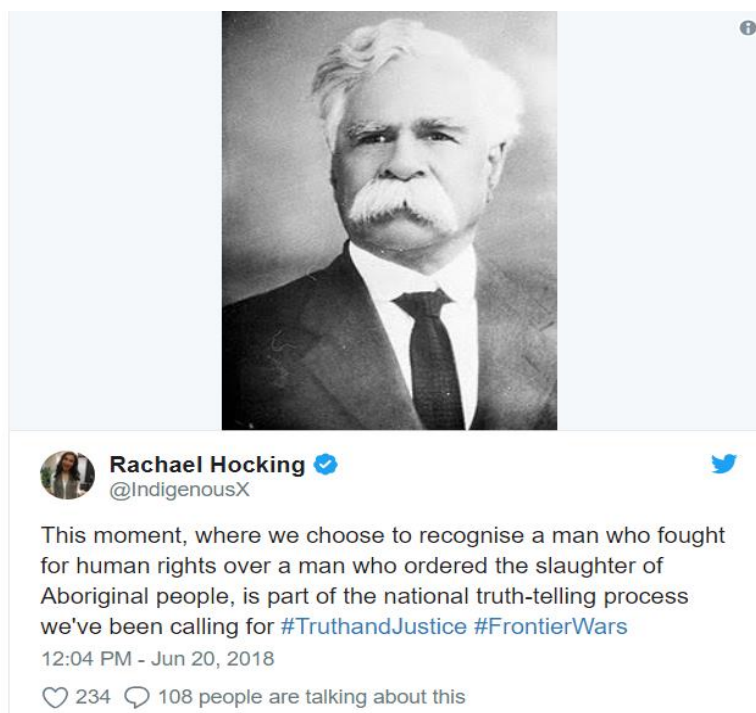 Rachael Hocking
@IndigenousX
This moment, where we choose to recognise a man who fought
for human rights over a man who ordered the slaughter of
Aboriginal people, is part of the national truth-telling process
we've been calling for #TruthandJustice #FrontierWars
12:04 PM - Jun 20, 2018
234 108 people are talking about this